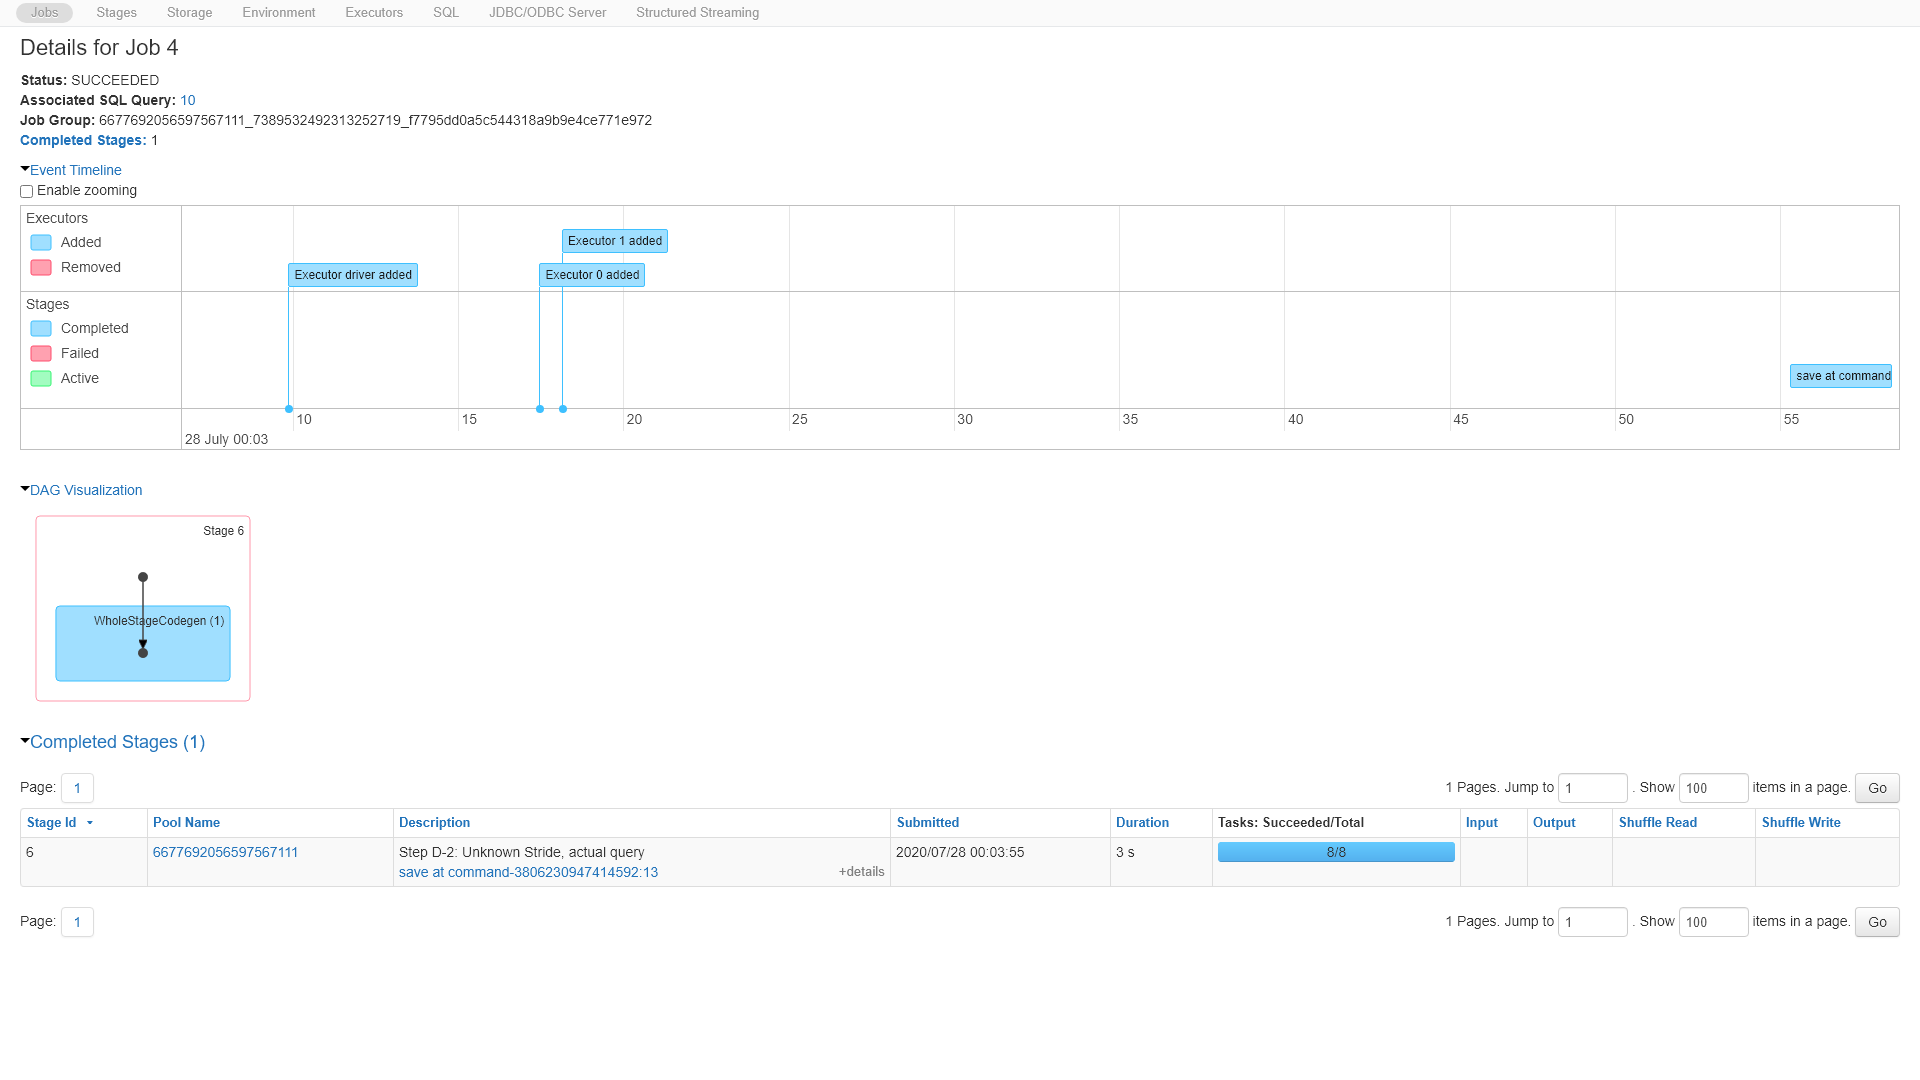 Jobs Stages Storage Environment Executors SQL JDBC/ODBC Server Structured Streaming
Details for Job 4
Status: SUCCEEDED
Associated SQL Query: 10
Job Group: 6677692056597567111_7389532492313252719_f7795dd0a5c544318a9b9e4ce771e972
Completed Stages: 1
Event Timeline
Enable zooming
Executors
Added
Removed
Executor 1 added
Executor driver added
Executor 0 added
Stages
Completed
Failed
Active
save at command
10 15 20 25 30 35 40 45 50 55
28 July 00:03
DAG Visualization
Stage 6
WholeStageCodegen (1)
Completed Stages (1)
Page: 1
1 Pages. Jump to 1 . Show 100 items in a page. Go
Stage Id Pool Name Description Submitted Duration Tasks: Succeeded/Total Input Output Shuffle Read Shuffle Write
6 6677692056597567111 Step D-2: Unknown Stride, actual query 2020/07/28 00:03:55 3 s 8/8
save at command-3806230947414592:13 +details
Page: 1
1 Pages. Jump to 1 . Show 100 items in a page. Go